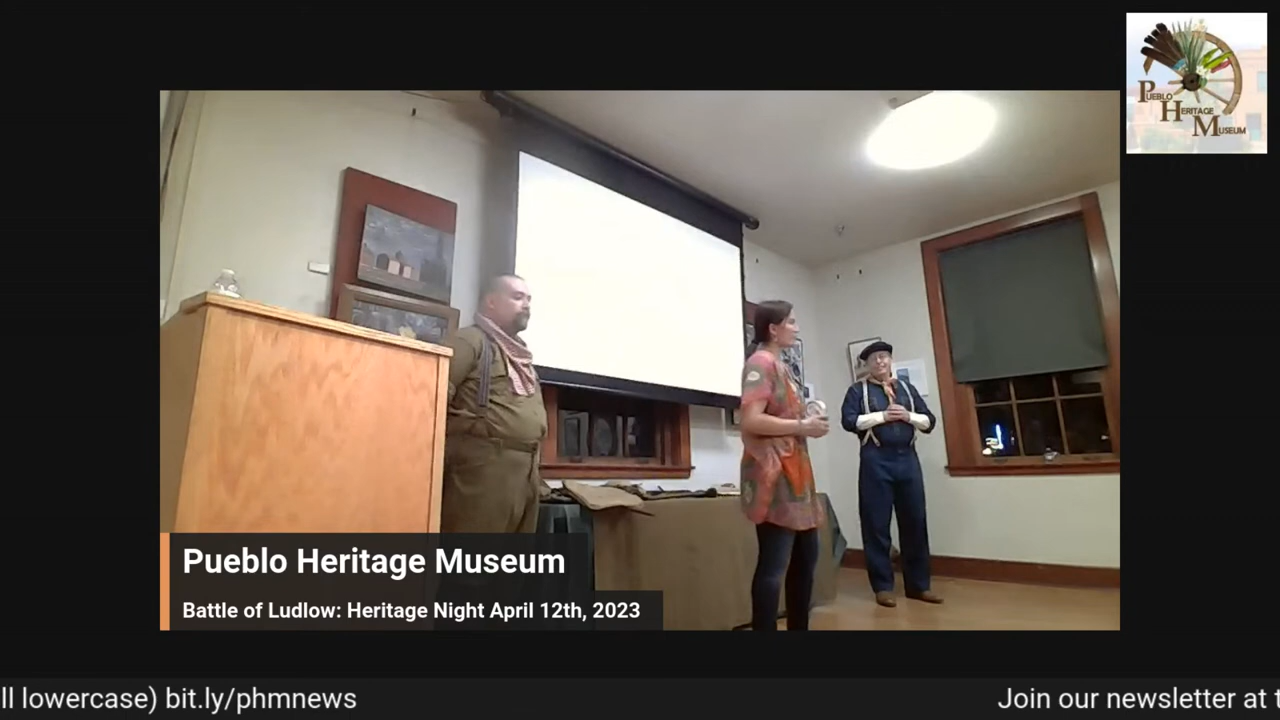 PUEBLO
HERITAGE
MUSEUM
Pueblo Heritage Museum
Battle of Ludlow: Heritage Night April 12th, 2023
ll lowercase) bit.ly/phmnews
Join our newsletter at t